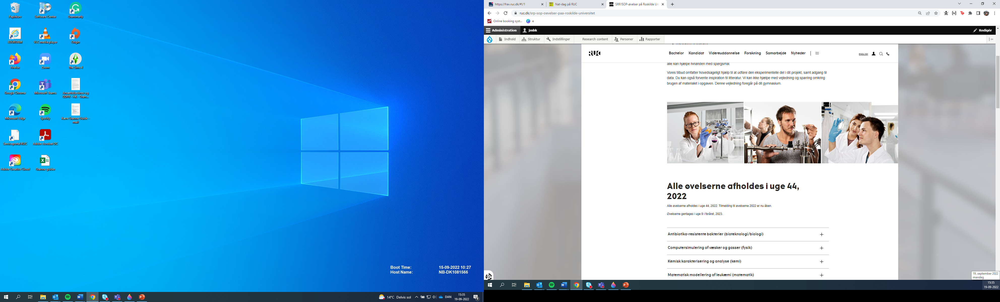 Papirkurv
Software Center
Grammarly
EDUROAM
VLC media player
Origin
Firefox
Zoom
The Sims 4
Google Chrome
Microsoft Teams
Ansættelsesbrev og
GDPR - HK - Grøn...
Microsoft Edge
Spotify
Kære Grønne Guide -
mail
Serviceportal RUC
Adobe Acrobat DC
Adobe Creative Cloud
Grønne guider
Boot Time: 15-09-2022 10:27
Host Name: NB-DK1081566
14°C Delvis sol
DAN
15:35
19-09-2022
9
https://frav.ruc.dk/#!/1
Nat-dag på RUC
SRP/SOP-øvelser på Roskilde Un
ruc.dk/srp-sop-oevelser-paa-roskilde-universitet
Online booking syst...
e
Administration
jmbk
Redigér
Indhold
Struktur
Indstillinger
Research content
Personer
Rapporter
RUC
Bachelor
Kandidat
Videreuddannelse
Forskning
Samarbejde
Nyheder
ENGLISH
alle kan hjælpe hinanden med spørgsmål.
Vores tilbud omfatter hovedsageligt hjælp til at udføre den eksperimentelle del i dit projekt, samt adgang til
data. Du kan også forvente inspiration til litteratur. Vi kan ikke hjælpe med vejledning og sparring omkring
brugen af materialet i opgaven. Denne vejledning foregår på dit gymnasium.
Alle øvelserne afholdes i uge 44,
2022
Alle øvelserne afholdes i uge 44, 2022. Tilmelding til øvelserne 2022 er nu åben.
Øvelserne gentages i uge 9 i foråret, 2023.
Antibiotika-resistente bakterier (bioteknologi/biologi)
Computersimulering af væsker og gasser (fysik)
Kemisk karakterisering og analyse (kemi)
Matematisk modellering af leukæmi (matematik)
19. september 2022
mandag
15:35
19-09-2022